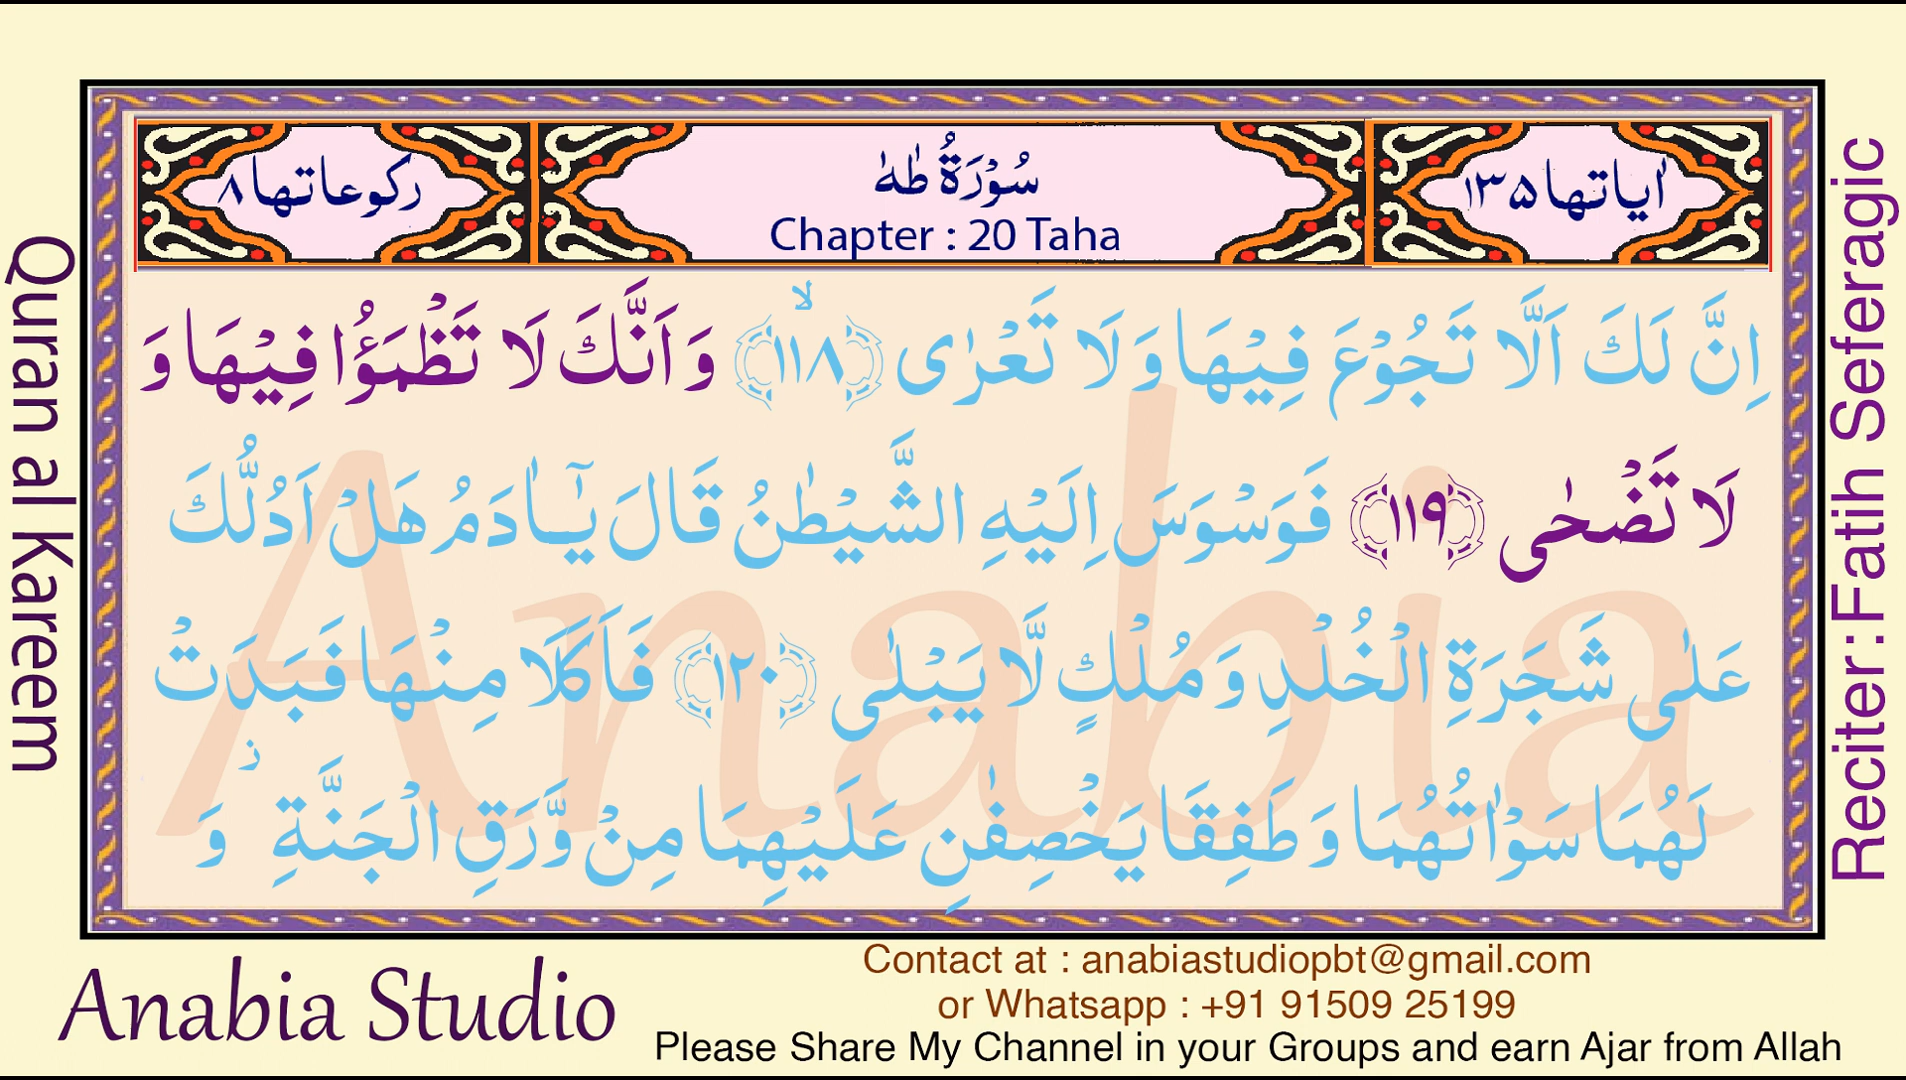 اٰیاتها ۱۳۵
سُوْرَةُ طٰهٰ
رکوعاتها ۸
Chapter : 20 Taha
اِنَّ لَكَ اَلَّا تَجُوْعَ فِيْهَا وَلَا تَعْرٰى ﴿۱۱۸﴾ۙ وَاَنَّكَ لَا تَظْمَؤُا فِيْهَا وَ
لَا تَضْحٰى ﴿۱۱۹﴾ فَوَسْوَسَ اِلَيْهِ الشَّيْطٰنُ قَالَ يٰۤـاٰدَمُ هَلْ اَدُلُّكَ
عَلٰى شَجَرَةِ الْخُلْدِ وَ مُلْكٍ لَّا يَبْلٰى ﴿۱۲۰﴾ فَاَكَلَا مِنْهَا فَبَدَتْ
لَهُمَا سَوْاٰتُهُمَا وَ طَفِقَا يَخْصِفٰنِ عَلَيْهِمَا مِنْ وَّرَقِ الْجَنَّةِ ز وَ
Quran al Kareem
Reciter:Fatih Seferagic
Anabia
Anabia Studio
Contact at : anabiastudiopbt@gmail.com
or Whatsapp : +91 91509 25199
Please Share My Channel in your Groups and earn Ajar from Allah